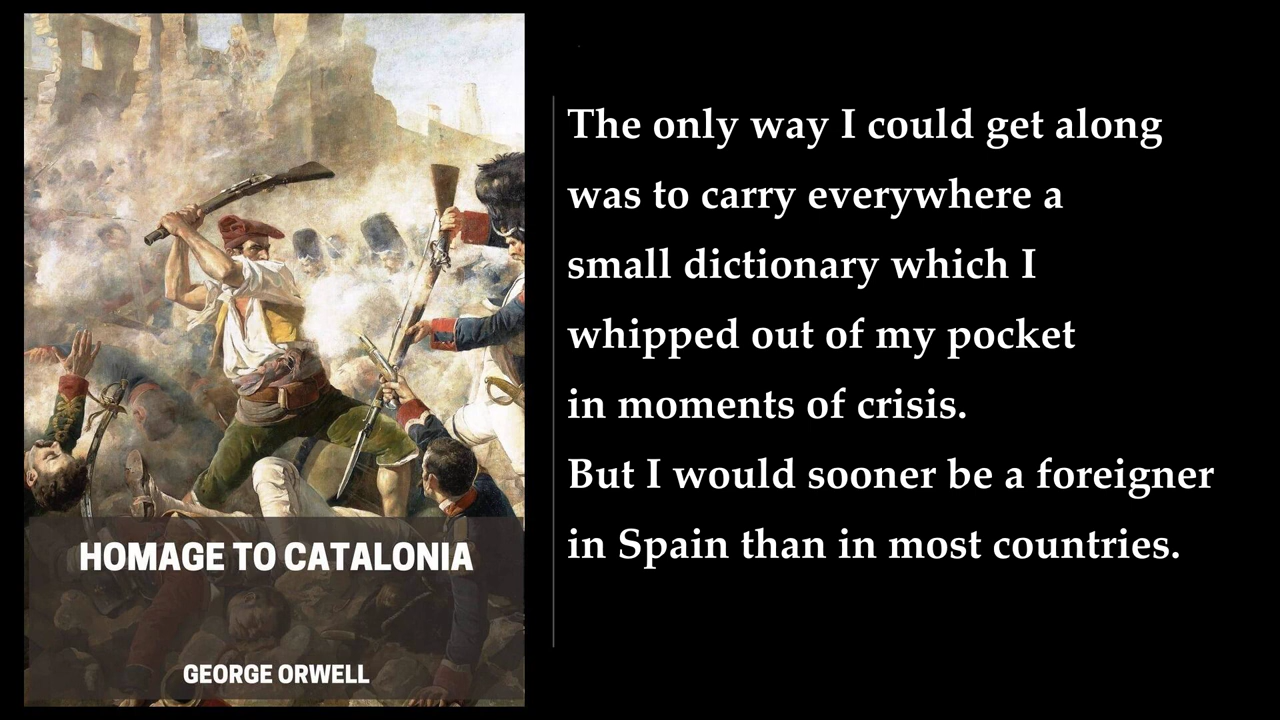 HOMAGE TO CATALONIA
GEORGE ORWELL
The only way I could get along
was to carry everywhere a
small dictionary which I
whipped out of my pocket
in moments of crisis.
But I would sooner be a foreigner
in Spain than in most countries.